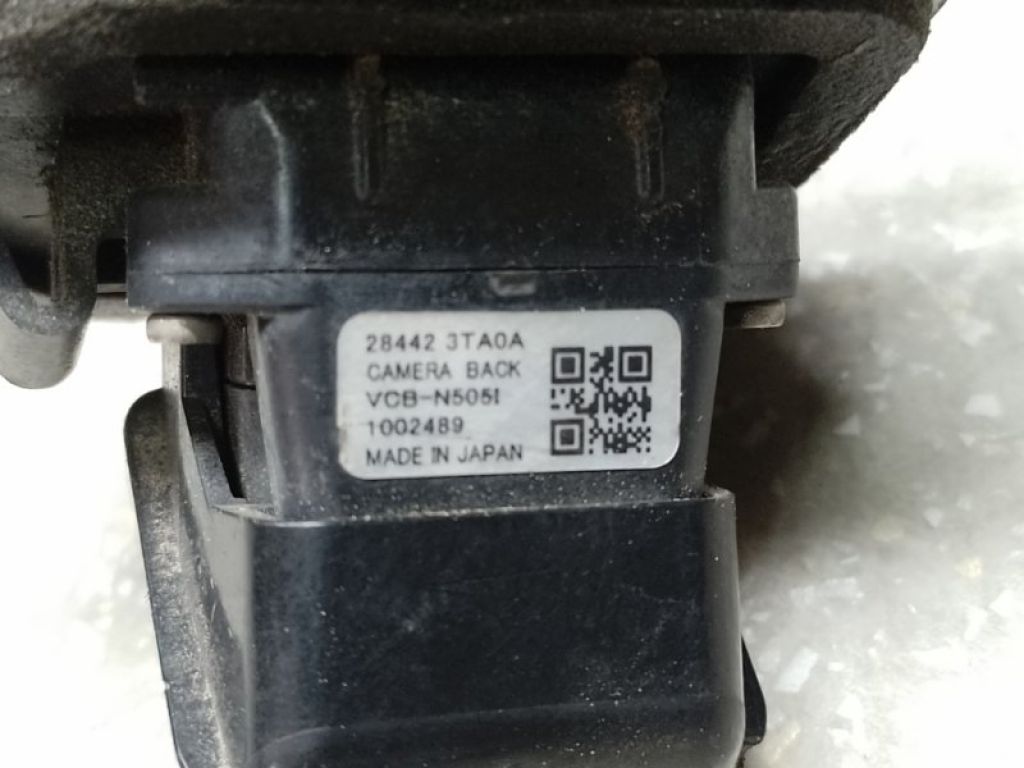 28442 3TA0A
CAMERA BACK
VCB-N505I
1002489
MADE IN JAPAN